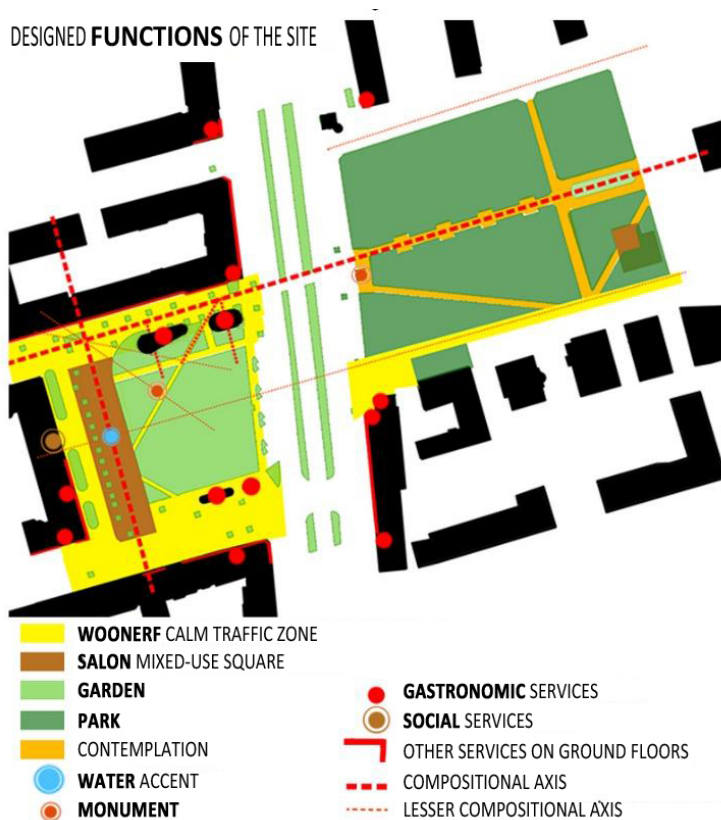 DESIGNED FUNCTIONS OF THE SITE
WOONERF CALM TRAFFIC ZONE
SALON MIXED-USE SQUARE
GARDEN
PARK
CONTEMPLATION
WATER ACCENT
MONUMENT
GASTRONOMIC SERVICES
SOCIAL SERVICES
OTHER SERVICES ON GROUND FLOORS
COMPOSITIONAL AXIS
LESSER COMPOSITIONAL AXIS